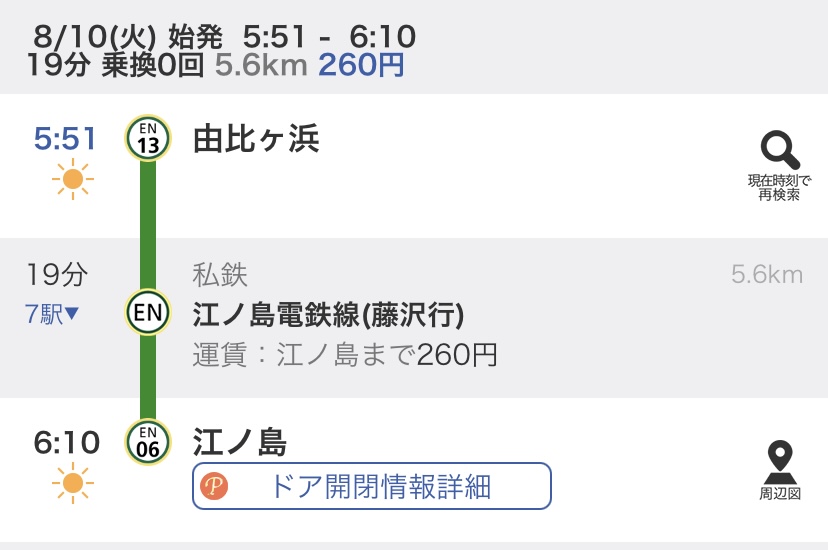 8/10(火) 始発 5:51 - 6:10
19分 乗換0回 5.6km 260円
5:51
EN
13
由比ヶ浜
現在時刻で
再検索
19分
7駅▼
EN
私鉄
5.6km
江ノ島電鉄線(藤沢行)
運賃：江ノ島まで260円
6:10
EN
06
江ノ島
P ドア開閉情報詳細
周辺図